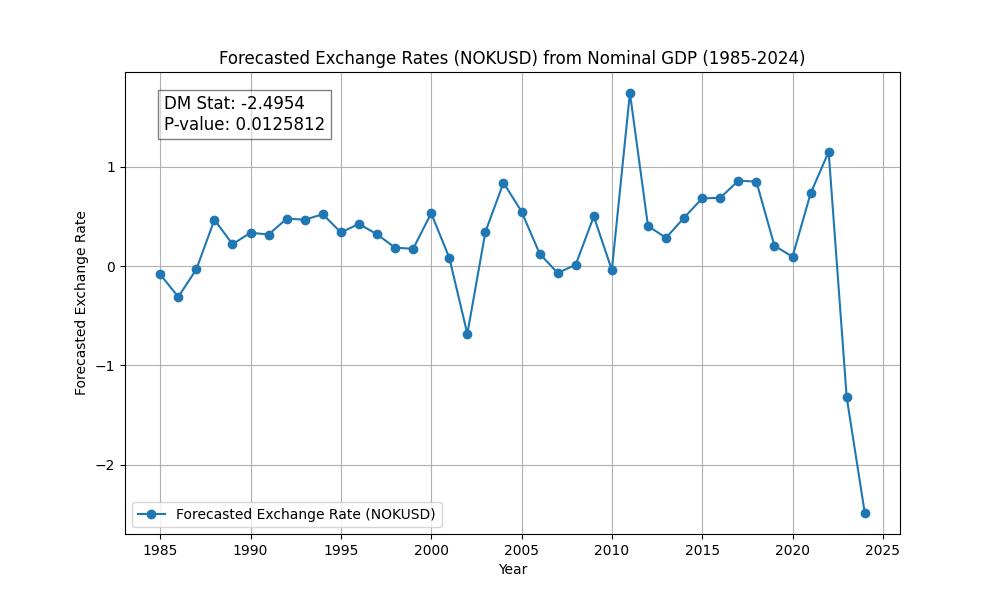 Forecasted Exchange Rates (NOKUSD) from Nominal GDP (1985-2024)
DM Stat: -2.4954
P-value: 0.0125812
Forecasted Exchange Rate
1
0
−1
−2
Forecasted Exchange Rate (NOKUSD)
1985 1990 1995 2000 2005 2010 2015 2020 2025
Year